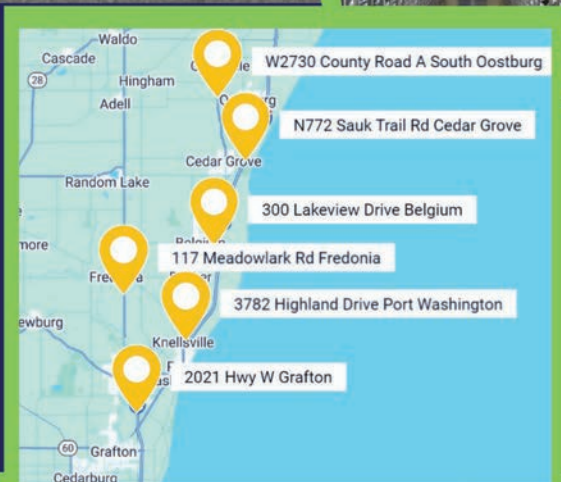 Waldo
Cascade
28
Hingham
W2730 County Road A South Oostburg
Adell
N772 Sauk Trail Rd Cedar Grove
Cedar Grove
Random Lake
300 Lakeview Drive Belgium
117 Meadowlark Rd Fredonia
3782 Highland Drive Port Washington
Knellsville
2021 Hwy W Grafton
60
Grafton
Cedarburg